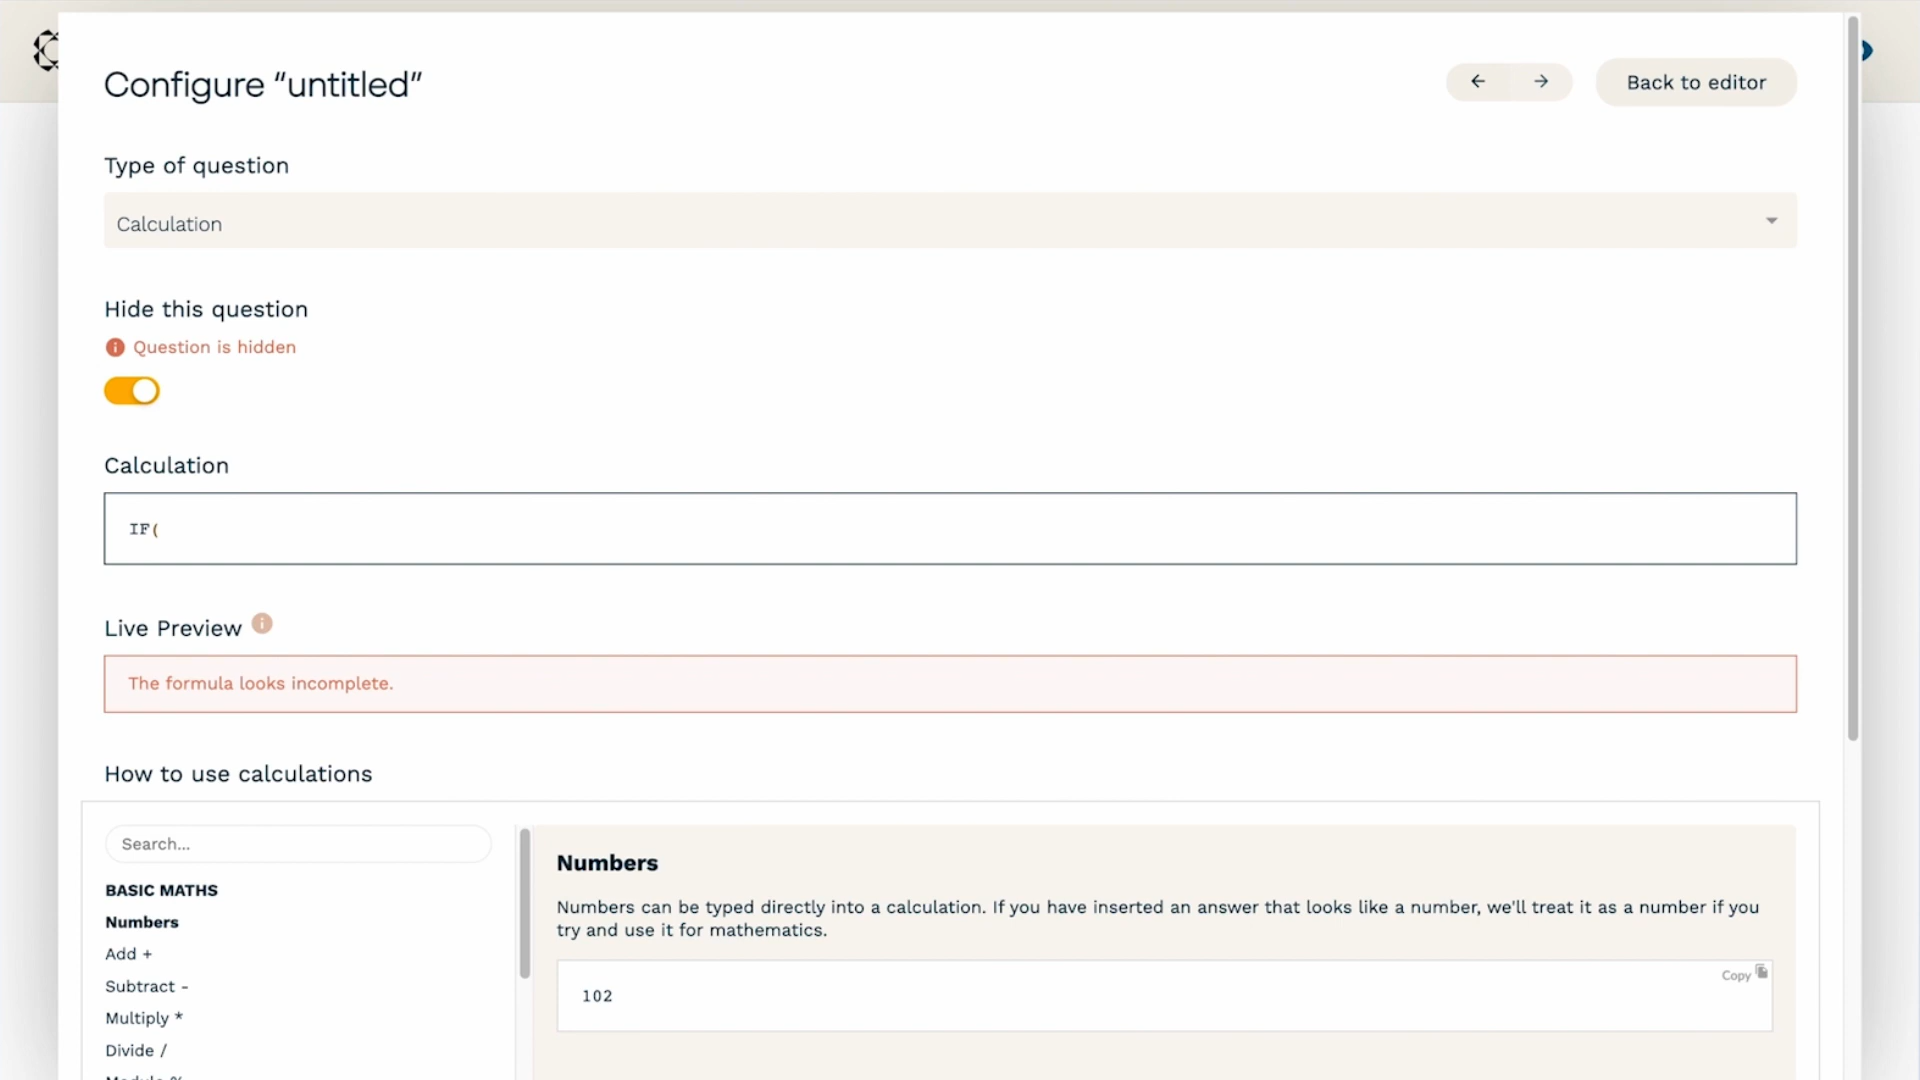 Configure “untitled”
Back to editor
Type of question
Calculation
Hide this question
Question is hidden
Calculation
IF(
Live Preview
The formula looks incomplete.
How to use calculations
Search...
BASIC MATHS
Numbers
Add +
Subtract -
Multiply *
Divide /
Modulo %
Numbers
Numbers can be typed directly into a calculation. If you have inserted an answer that looks like a number, we'll treat it as a number if you
try and use it for mathematics.
Copy
102